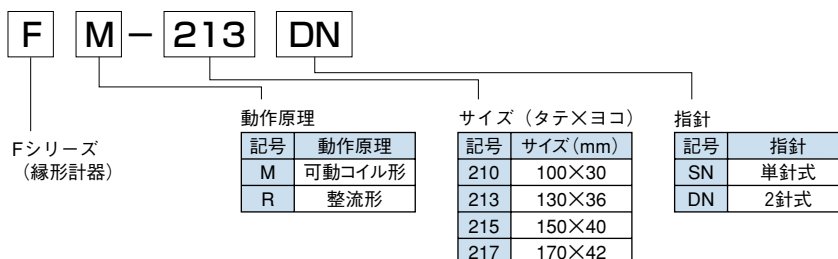 F M − 213 DN
Fシリーズ
（縁形計器）
動作原理
記号 動作原理
M 可動コイル形
R 整流形
サイズ（タテ×ヨコ）
記号 サイズ(mm)
210 100×30
213 130×36
215 150×40
217 170×42
指針
記号 指針
SN 単針式
DN 2針式